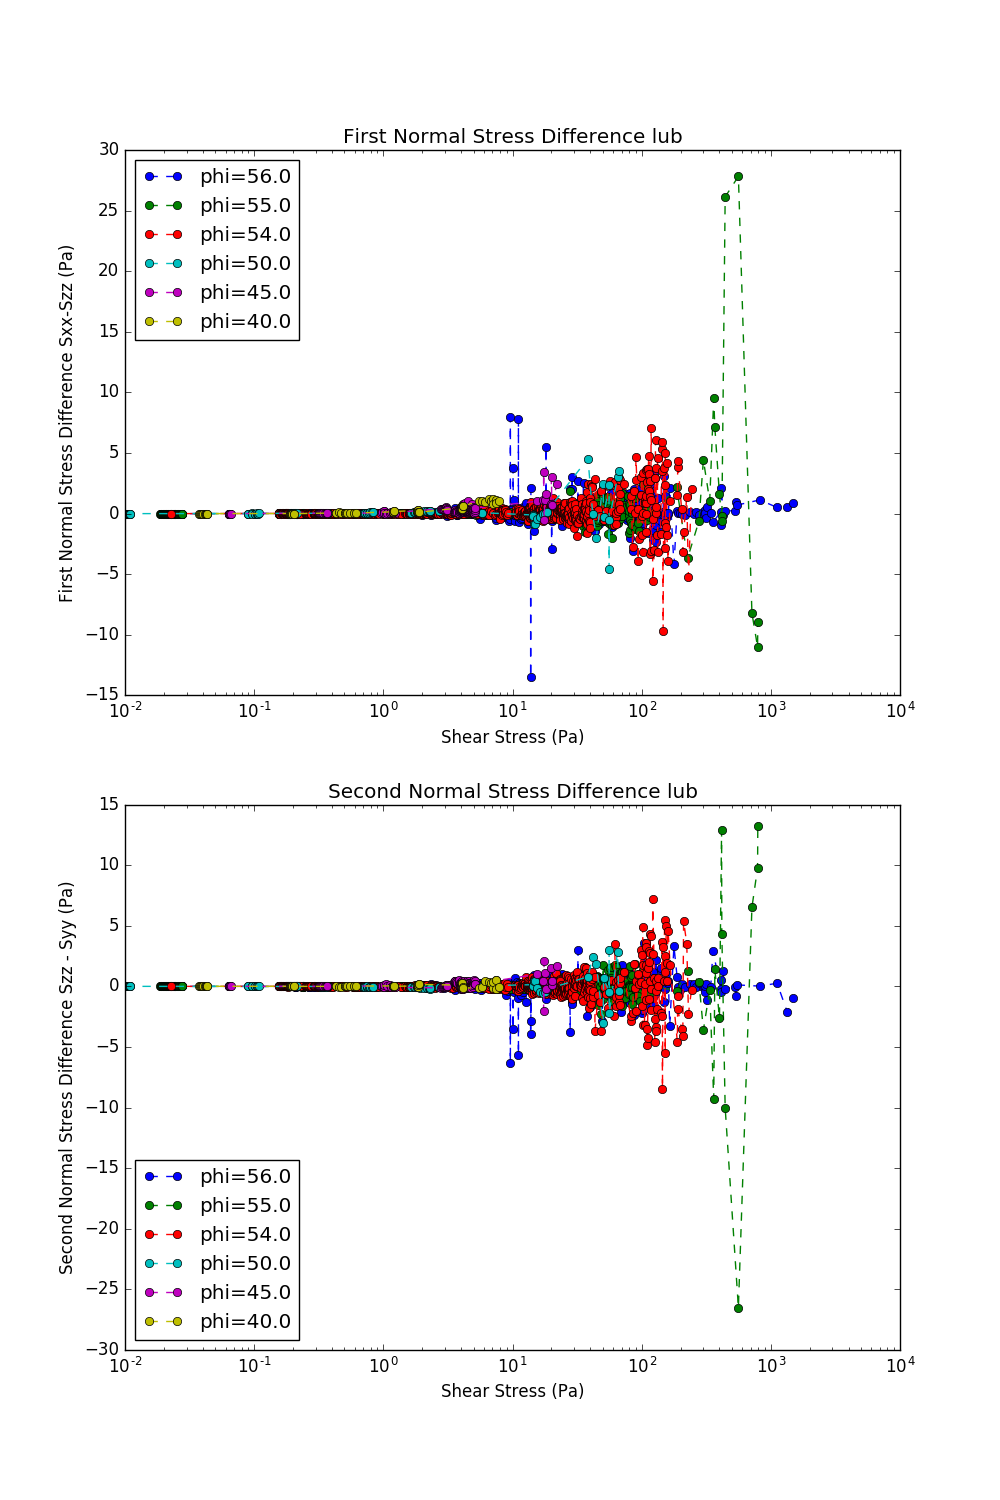 First Normal Stress Difference lub
30
25
20
15
10
5
0
−5
−10
−15
First Normal Stress Difference Sxx-Szz (Pa)
phi=56.0
phi=55.0
phi=54.0
phi=50.0
phi=45.0
phi=40.0
10^-2 10^-1 10^0 10^1 10^2 10^3 10^4
Shear Stress (Pa)
Second Normal Stress Difference lub
15
10
5
0
−5
−10
−15
−20
−25
−30
Second Normal Stress Difference Szz - Syy (Pa)
phi=56.0
phi=55.0
phi=54.0
phi=50.0
phi=45.0
phi=40.0
10^-2 10^-1 10^0 10^1 10^2 10^3 10^4
Shear Stress (Pa)